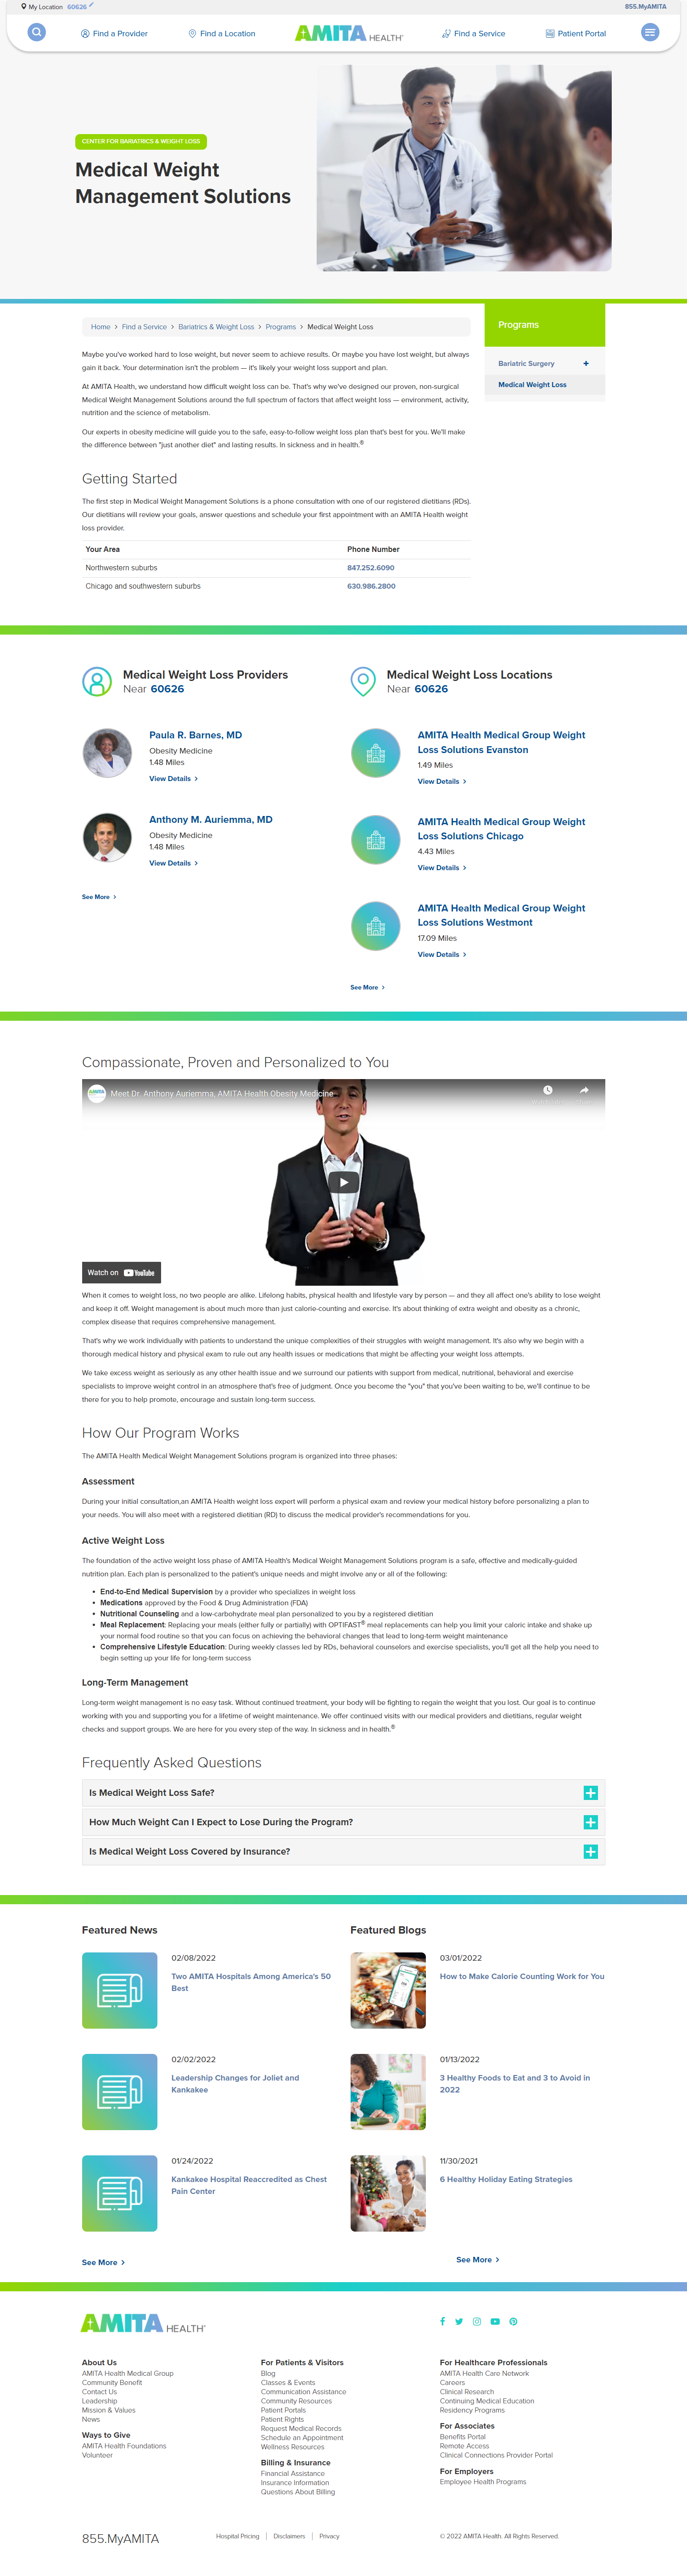 My Location 60626
855.MyAMITA
Find a Provider
Find a Location
AMITA HEALTH
Find a Service
Patient Portal
CENTER FOR BARIATRICS & WEIGHT LOSS
Medical Weight
Management Solutions
Home > Find a Service > Bariatrics & Weight Loss > Programs > Medical Weight Loss
Programs
Bariatric Surgery +
Medical Weight Loss
Maybe you've worked hard to lose weight, but never seem to achieve results. Or maybe you have lost weight, but always
gain it back. Your determination isn't the problem — it's likely your weight loss support and plan.
At AMITA Health, we understand how difficult weight loss can be. That's why we've designed our proven, non-surgical
Medical Weight Management Solutions around the full spectrum of factors that affect weight loss — environment, activity,
nutrition and the science of metabolism.
Our experts in obesity medicine will guide you to the safe, easy-to-follow weight loss plan that's best for you. We'll make
the difference between "just another diet" and lasting results. In sickness and in health.®
Getting Started
The first step in Medical Weight Management Solutions is a phone consultation with one of our registered dietitians (RDs).
Our dietitians will review your goals, answer questions and schedule your first appointment with an AMITA Health weight
loss provider.
Your Area Phone Number
Northwestern suburbs 847.252.6090
Chicago and southwestern suburbs 630.986.2800
Medical Weight Loss Providers
Near 60626
Paula R. Barnes, MD
Obesity Medicine
1.48 Miles
View Details >
Anthony M. Auriemma, MD
Obesity Medicine
1.48 Miles
View Details >
See More >
Medical Weight Loss Locations
Near 60626
AMITA Health Medical Group Weight
Loss Solutions Evanston
1.49 Miles
View Details >
AMITA Health Medical Group Weight
Loss Solutions Chicago
4.43 Miles
View Details >
AMITA Health Medical Group Weight
Loss Solutions Westmont
17.09 Miles
View Details >
See More >
Compassionate, Proven and Personalized to You
AMITA
Meet Dr. Anthony Auriemma, AMITA Health Obesity Medicine
Watch on YouTube
When it comes to weight loss, no two people are alike. Lifelong habits, physical health and lifestyle vary by person — and they all affect one's ability to lose weight
and keep it off. Weight management is about much more than just calorie-counting and exercise. It's about thinking of extra weight and obesity as a chronic,
complex disease that requires comprehensive management.
That's why we work individually with patients to understand the unique complexities of their struggles with weight management. It's also why we begin with a
thorough medical history and physical exam to rule out any health issues or medications that might be affecting your weight loss attempts.
We take excess weight as seriously as any other health issue and we surround our patients with support from medical, nutritional, behavioral and exercise
specialists to improve weight control in an atmosphere that's free of judgment. Once you become the "you" that you've been waiting to be, we'll continue to be
there for you to help promote, encourage and sustain long-term success.
How Our Program Works
The AMITA Health Medical Weight Management Solutions program is organized into three phases:
Assessment
During your initial consultation,an AMITA Health weight loss expert will perform a physical exam and review your medical history before personalizing a plan to
your needs. You will also meet with a registered dietitian (RD) to discuss the medical provider's recommendations for you.
Active Weight Loss
The foundation of the active weight loss phase of AMITA Health's Medical Weight Management Solutions program is a safe, effective and medically-guided
nutrition plan. Each plan is personalized to the patient's unique needs and might involve any or all of the following:
• End-to-End Medical Supervision by a provider who specializes in weight loss
• Medications approved by the Food & Drug Administration (FDA)
• Nutritional Counseling and a low-carbohydrate meal plan personalized to you by a registered dietitian
• Meal Replacement: Replacing your meals (either fully or partially) with OPTIFAST® meal replacements can help you limit your caloric intake and shake up
your normal food routine so that you can focus on achieving the behavioral changes that lead to long-term weight maintenance
• Comprehensive Lifestyle Education: During weekly classes led by RDs, behavioral counselors and exercise specialists, you'll get all the help you need to
begin setting up your life for long-term success
Long-Term Management
Long-term weight management is no easy task. Without continued treatment, your body will be fighting to regain the weight that you lost. Our goal is to continue
working with you and supporting you for a lifetime of weight maintenance. We offer continued visits with our medical providers and dietitians, regular weight
checks and support groups. We are here for you every step of the way. In sickness and in health.®
Frequently Asked Questions
Is Medical Weight Loss Safe?
How Much Weight Can I Expect to Lose During the Program?
Is Medical Weight Loss Covered by Insurance?
Featured News
02/08/2022
Two AMITA Hospitals Among America's 50
Best
02/02/2022
Leadership Changes for Joliet and
Kankakee
01/24/2022
Kankakee Hospital Reaccredited as Chest
Pain Center
See More >
Featured Blogs
03/01/2022
How to Make Calorie Counting Work for You
01/13/2022
3 Healthy Foods to Eat and 3 to Avoid in
2022
11/30/2021
6 Healthy Holiday Eating Strategies
See More >
AMITA HEALTH
About Us
AMITA Health Medical Group
Community Benefit
Contact Us
Leadership
Mission & Values
News
Ways to Give
AMITA Health Foundations
Volunteer
For Patients & Visitors
Blog
Classes & Events
Communication Assistance
Community Resources
Patient Portals
Patient Rights
Request Medical Records
Schedule an Appointment
Wellness Resources
Billing & Insurance
Financial Assistance
Insurance Information
Questions About Billing
For Healthcare Professionals
AMITA Health Care Network
Careers
Clinical Research
Continuing Medical Education
Residency Programs
For Associates
Benefits Portal
Remote Access
Clinical Connections Provider Portal
For Employers
Employee Health Programs
855.MyAMITA
Hospital Pricing | Disclaimers | Privacy
© 2022 AMITA Health. All Rights Reserved.